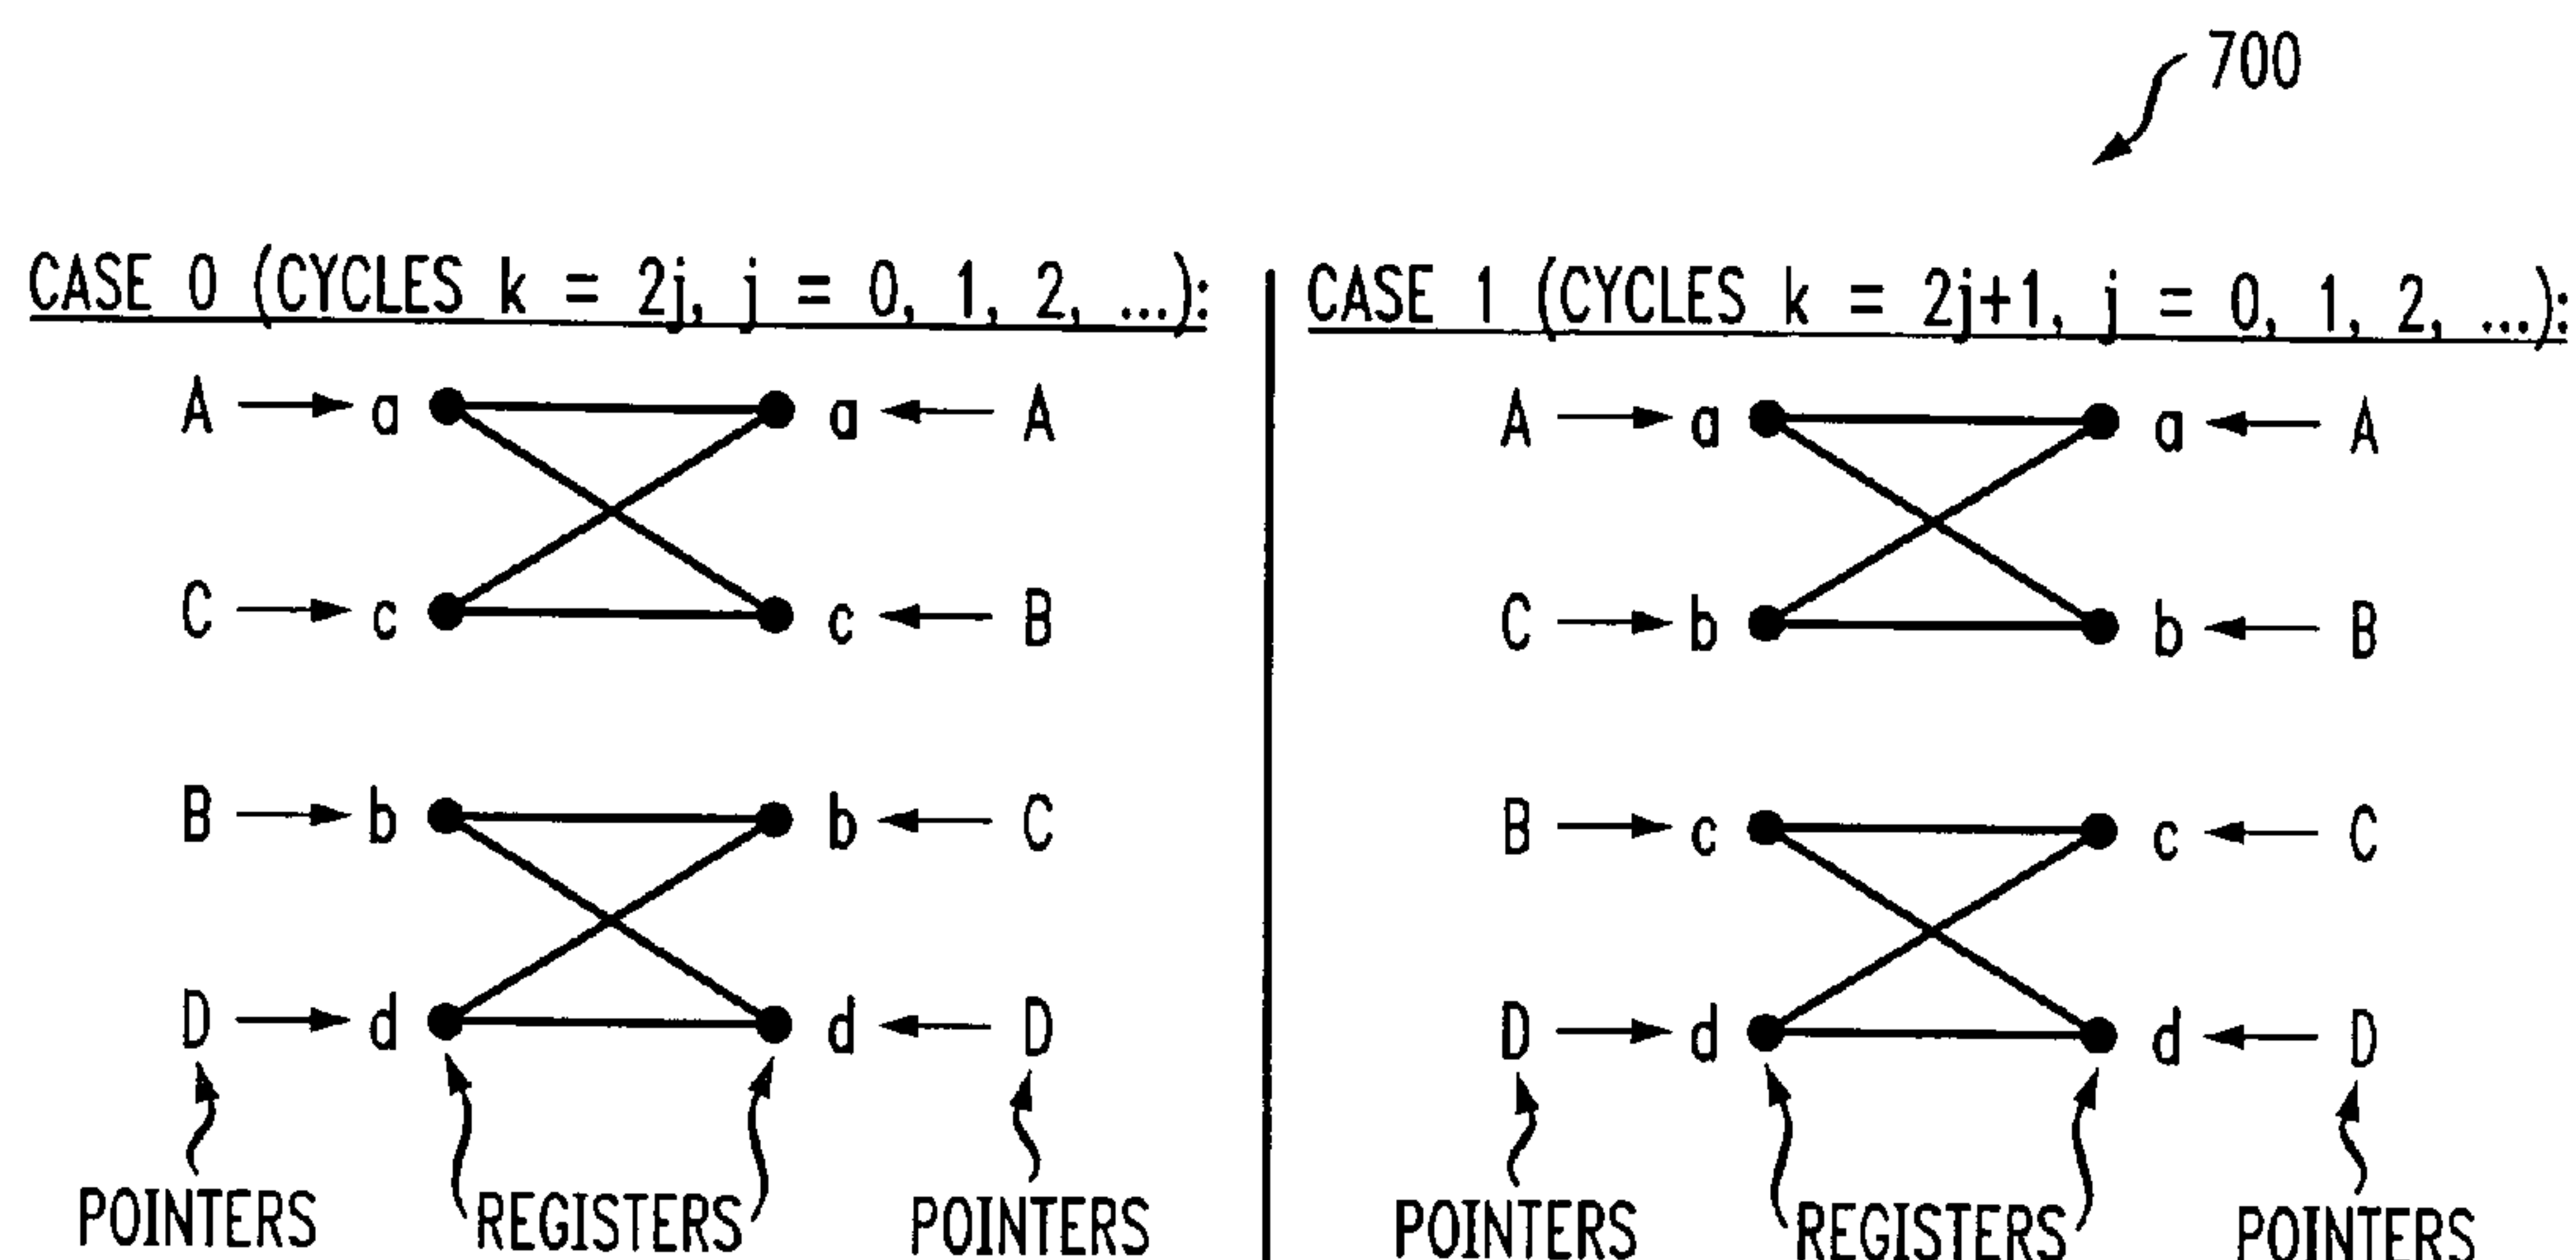 700
CASE 0 (CYCLES k = 2j, j = 0, 1, 2, ...):
A a a A
C c c B
B b b C
D d d D
POINTERS REGISTERS POINTERS
CASE 1 (CYCLES k = 2j+1, j = 0, 1, 2, ...):
A a a A
C b b B
B c c C
D d d D
POINTERS REGISTERS POINTERS